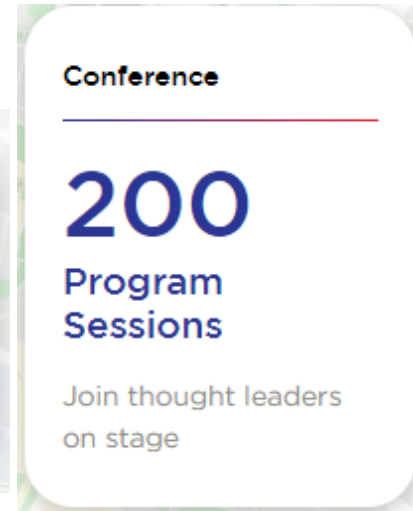 Conference
200
Program
Sessions
Join thought leaders
on stage